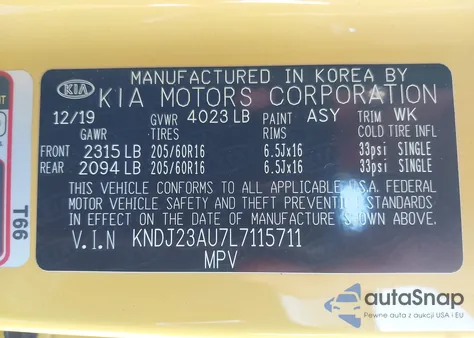 MANUFACTURED IN KOREA BY
KIA KIA MOTORS CORPORATION
12/19 GVWR 4023 LB PAINT ASY TRIM WK
GAWR TIRES RIMS COLD TIRE INFL
FRONT 2315 LB 205/60R16 6.5Jx16 33psi SINGLE
REAR 2094 LB 205/60R16 6.5Jx16 33psi SINGLE
THIS VEHICLE CONFORMS TO ALL APPLICABLE U.S.A. FEDERAL
MOTOR VEHICLE SAFETY AND THEFT PREVENTION STANDARDS
IN EFFECT ON THE DATE OF MANUFACTURE SHOWN ABOVE.
V.I.N KNDJ23AU7L7115711
MPV
T66
autoSnap
Pewne auta z aukcji USA i EU